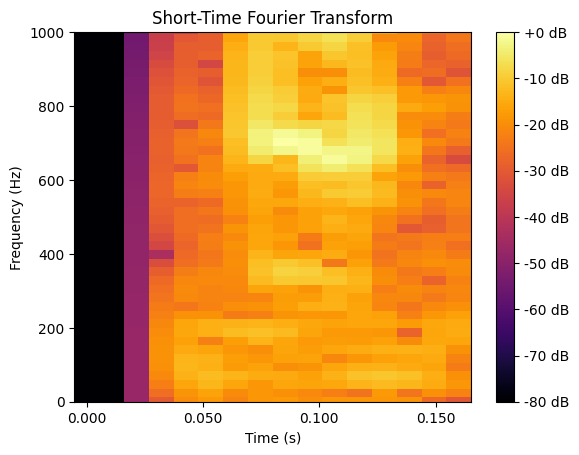 Short-Time Fourier Transform
1000
800
600
400
200
0
Frequency (Hz)
0.000
0.050
0.100
0.150
Time (s)
+0 dB
-10 dB
-20 dB
-30 dB
-40 dB
-50 dB
-60 dB
-70 dB
-80 dB